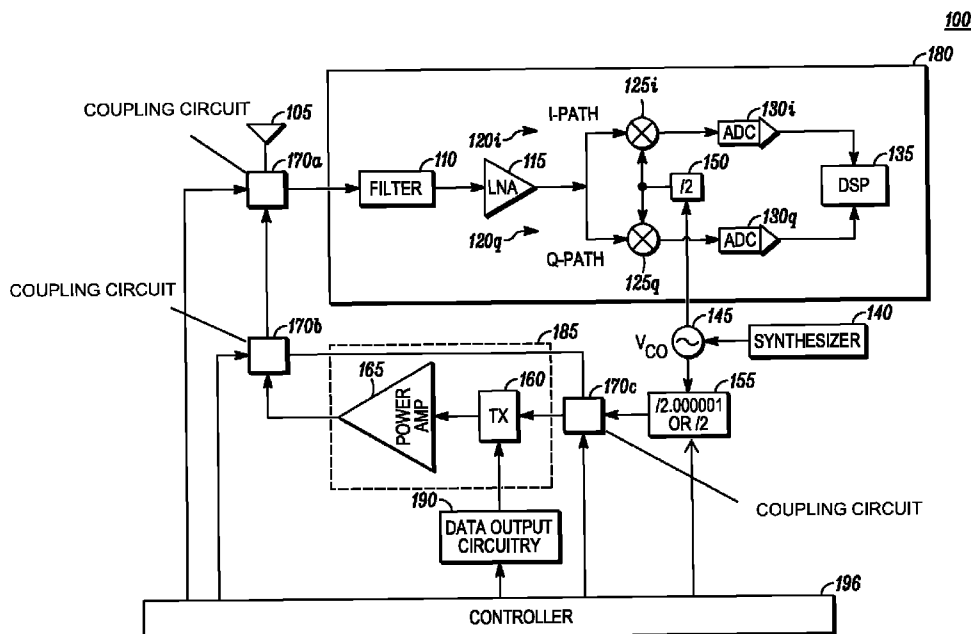 100
180
COUPLING CIRCUIT
105
170a
FILTER
110
LNA
115
120i
120q
I-PATH
Q-PATH
125i
125q
ADC
130i
ADC
130q
/2
150
DSP
135
COUPLING CIRCUIT
170b
185
165
POWER
AMP
160
TX
170c
145
VCO
140
SYNTHESIZER
155
/2.000001
OR /2
190
DATA OUTPUT
CIRCUITRY
COUPLING CIRCUIT
196
CONTROLLER